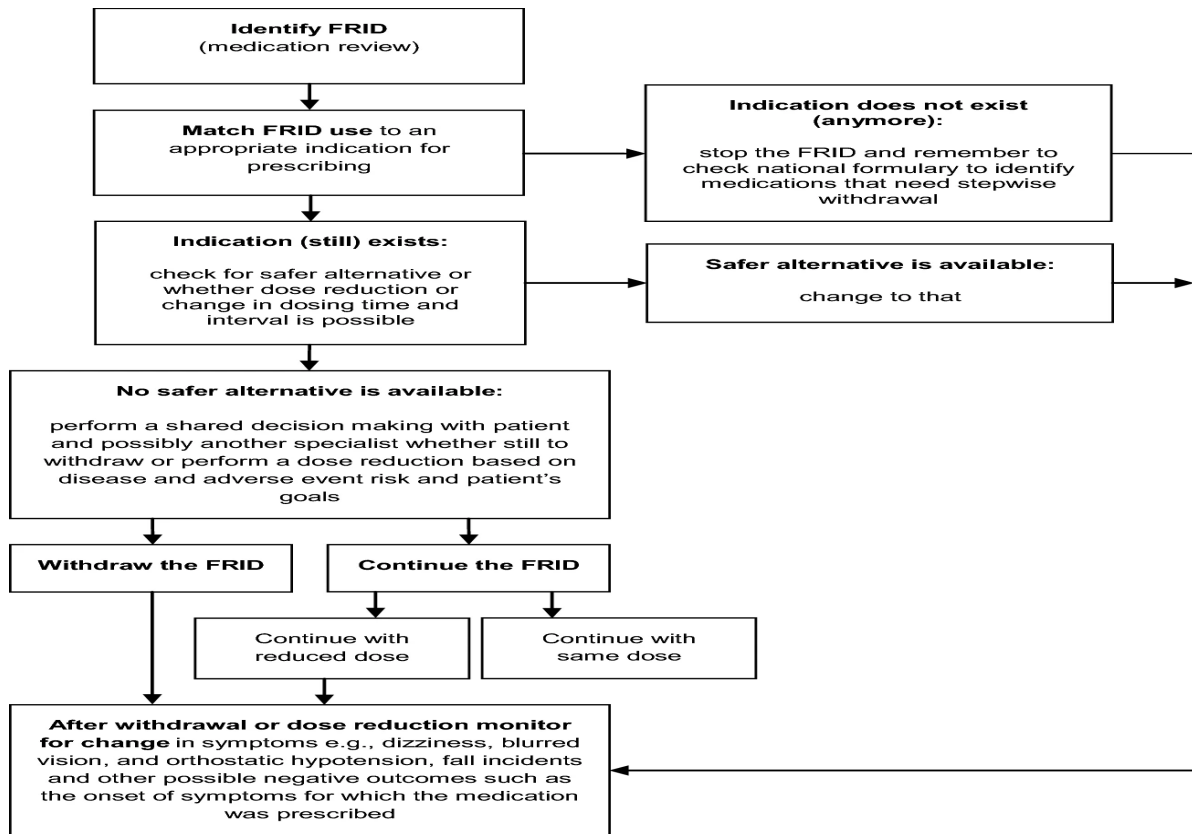 Identify FRID
(medication review)
Match FRID use to an
appropriate indication for
prescribing
Indication does not exist
(anymore):
stop the FRID and remember to
check national formulary to identify
medications that need stepwise
withdrawal
Indication (still) exists:
check for safer alternative or
whether dose reduction or
change in dosing time and
interval is possible
Safer alternative is available:
change to that
No safer alternative is available:
perform a shared decision making with patient
and possibly another specialist whether still to
withdraw or perform a dose reduction based on
disease and adverse event risk and patient's
goals
Withdraw the FRID
Continue the FRID
Continue with
reduced dose
Continue with
same dose
After withdrawal or dose reduction monitor
for change in symptoms e.g., dizziness, blurred
vision, and orthostatic hypotension, fall incidents
and other possible negative outcomes such as
the onset of symptoms for which the medication
was prescribed